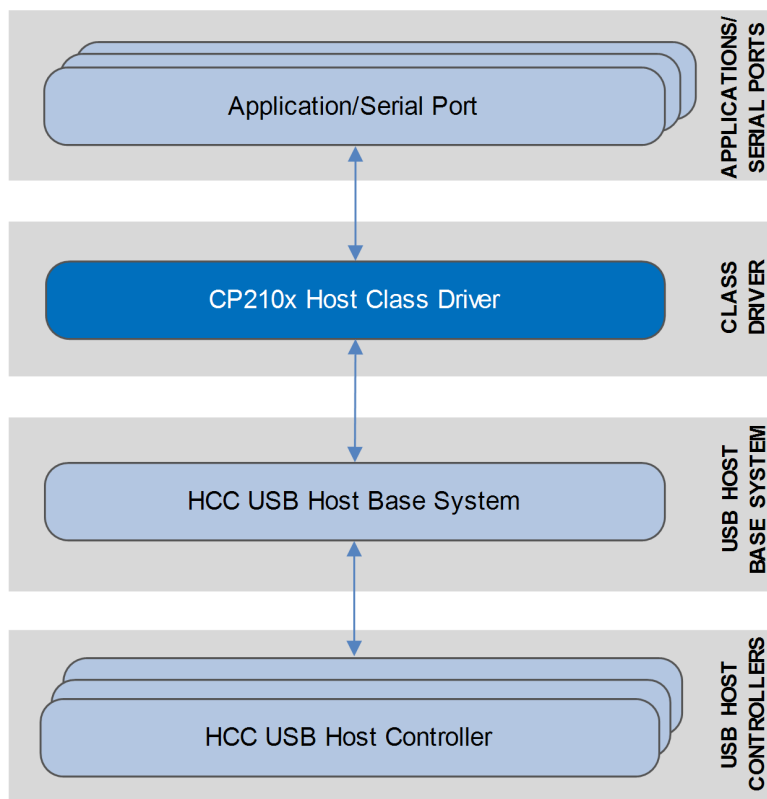 Application/Serial Port
APPLICATIONS/
SERIAL PORTS
CP210x Host Class Driver
CLASS
DRIVER
HCC USB Host Base System
USB HOST
BASE SYSTEM
HCC USB Host Controller
USB HOST
CONTROLLERS